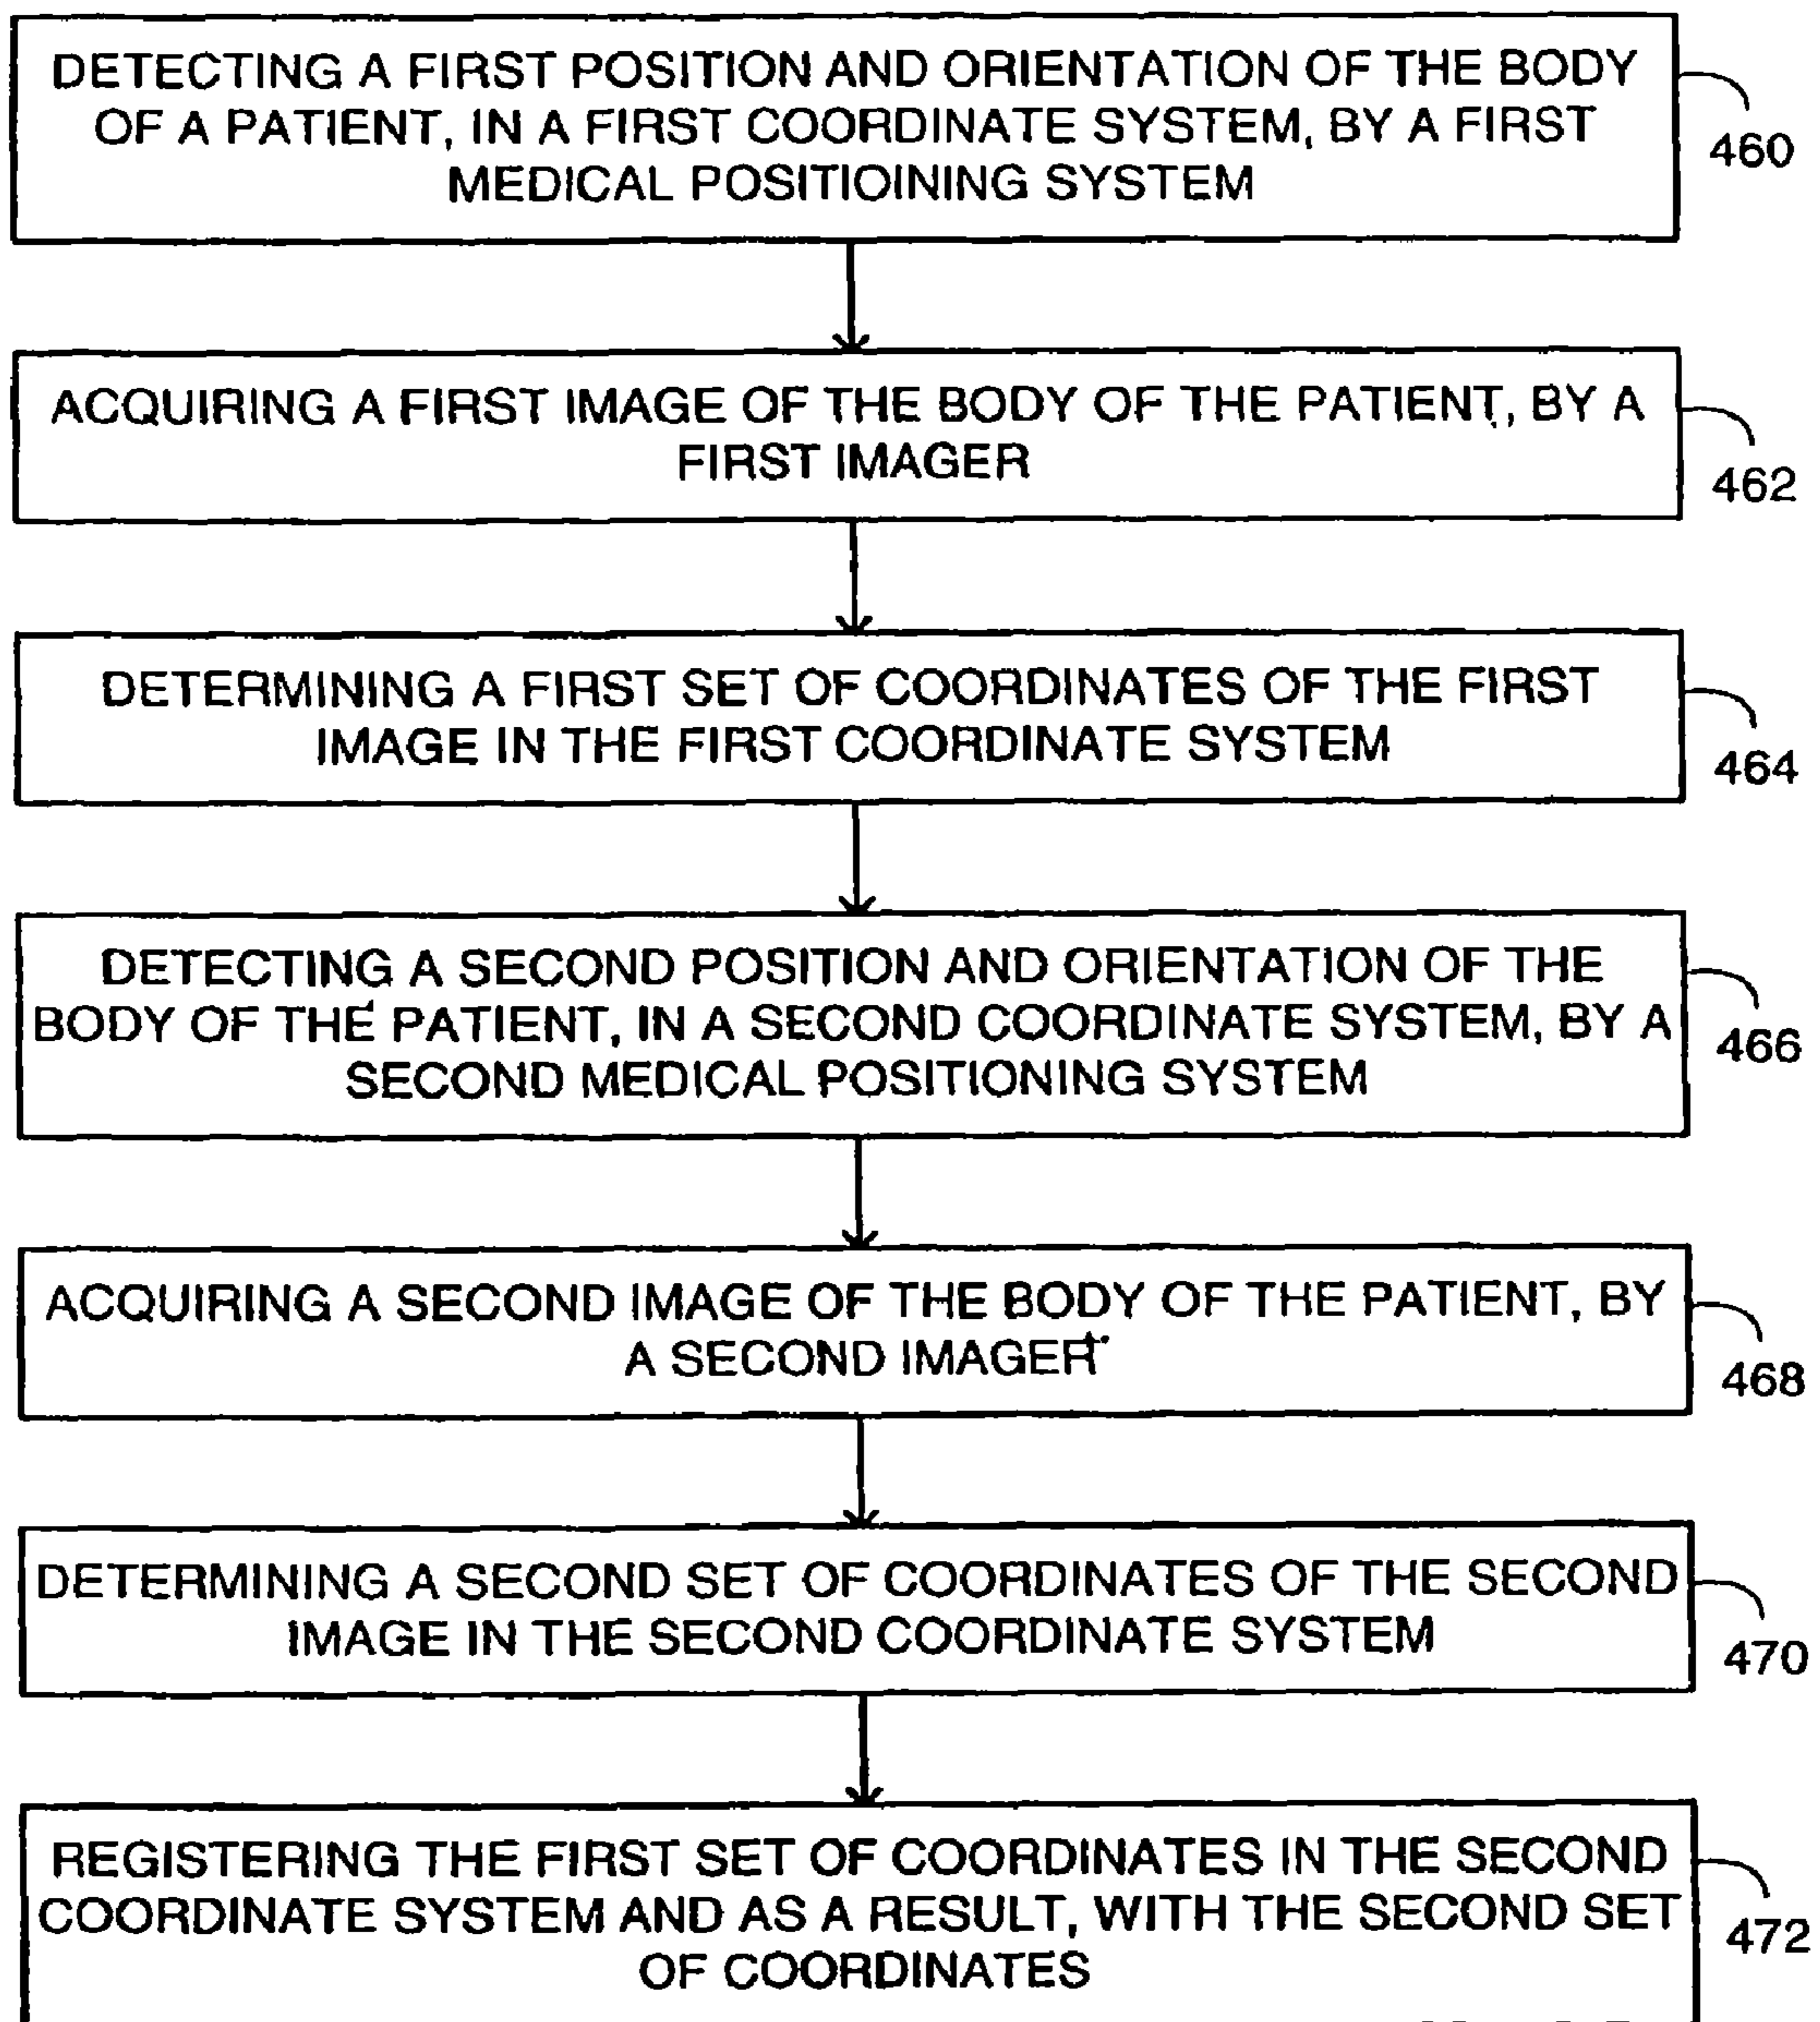 DETECTING A FIRST POSITION AND ORIENTATION OF THE BODY
OF A PATIENT, IN A FIRST COORDINATE SYSTEM, BY A FIRST
MEDICAL POSITIOINING SYSTEM
460
ACQUIRING A FIRST IMAGE OF THE BODY OF THE PATIENT, BY A
FIRST IMAGER
462
DETERMINING A FIRST SET OF COORDINATES OF THE FIRST
IMAGE IN THE FIRST COORDINATE SYSTEM
464
DETECTING A SECOND POSITION AND ORIENTATION OF THE
BODY OF THE PATIENT, IN A SECOND COORDINATE SYSTEM, BY A
SECOND MEDICAL POSITIONING SYSTEM
466
ACQUIRING A SECOND IMAGE OF THE BODY OF THE PATIENT, BY
A SECOND IMAGER
468
DETERMINING A SECOND SET OF COORDINATES OF THE SECOND
IMAGE IN THE SECOND COORDINATE SYSTEM
470
REGISTERING THE FIRST SET OF COORDINATES IN THE SECOND
COORDINATE SYSTEM AND AS A RESULT, WITH THE SECOND SET
OF COORDINATES
472